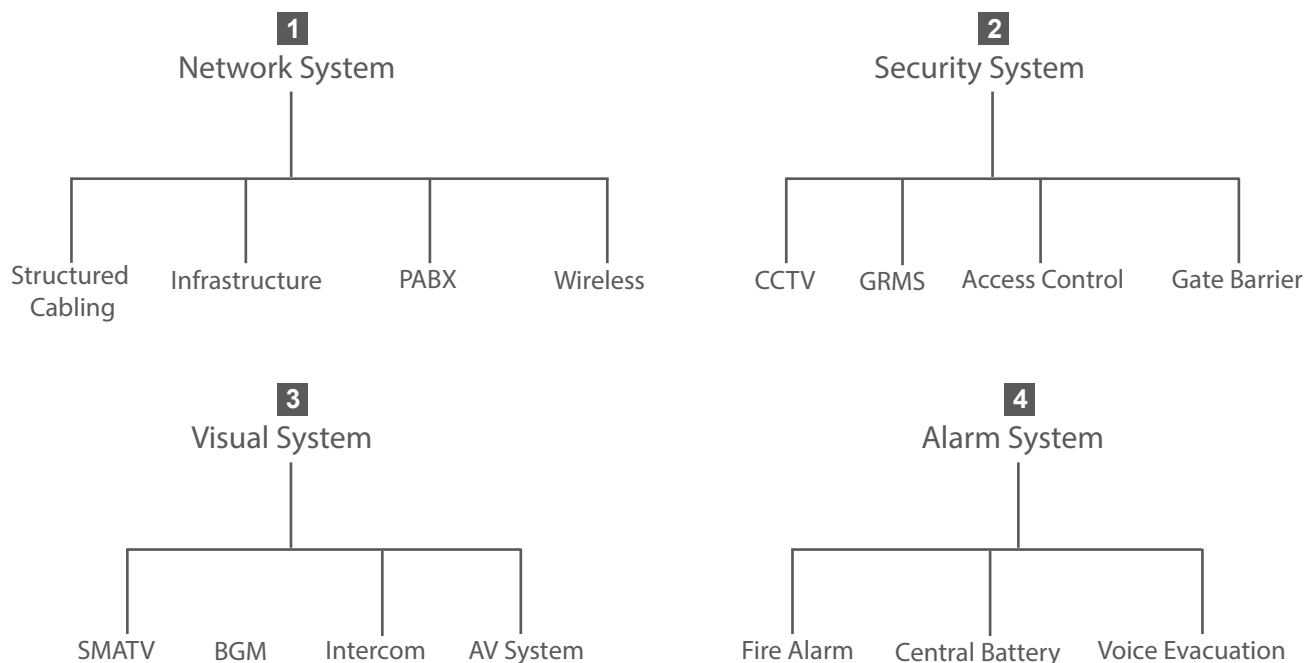 1
Network System
Structured
Cabling
Infrastructure
PABX
Wireless
2
Security System
CCTV
GRMS
Access Control
Gate Barrier
3
Visual System
SMATV
BGM
Intercom
AV System
4
Alarm System
Fire Alarm
Central Battery
Voice Evacuation